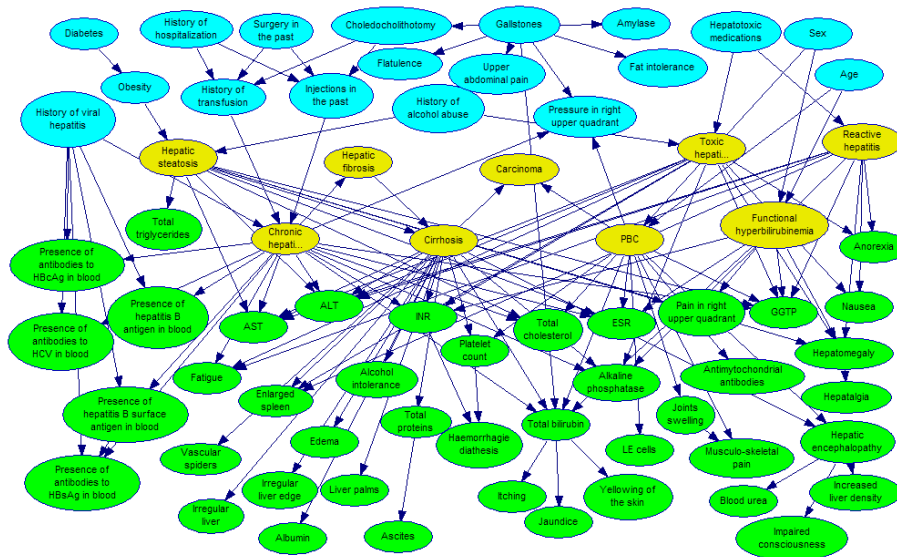 Diabetes
History of
hospitalization
Surgery in
the past
Choledocholithotomy
Gallstones
Amylase
Hepatotoxic
medications
Sex
Flatulence
Upper
abdominal pain
Fat intolerance
Age
Obesity
History of
transfusion
Injections in
the past
History of
alcohol abuse
Pressure in right
upper quadrant
History of viral
hepatitis
Hepatic
steatosis
Hepatic
fibrosis
Carcinoma
Toxic
hepati...
Reactive
hepatitis
Total
triglycerides
Chronic
hepati...
Cirrhosis
PBC
Functional
hyperbilirubinemia
Anorexia
Presence of
antibodies to
HBcAg in blood
Presence of
hepatitis B
antigen in blood
AST
ALT
INR
Platelet
count
Total
cholesterol
ESR
Pain in right
upper quadrant
GGTP
Nausea
Presence of
antibodies to
HCV in blood
Fatigue
Enlarged
spleen
Alcohol
intolerance
Alkaline
phosphatase
Antimytochondrial
antibodies
Hepatomegaly
Hepatalgia
Presence of
hepatitis B surface
antigen in blood
Vascular
spiders
Edema
Total
proteins
Haemorrhagie
diathesis
Total bilirubin
LE cells
Joints
swelling
Musculo-skeletal
pain
Hepatic
encephalopathy
Presence of
antibodies to
HBsAg in blood
Irregular
liver
Irregular
liver edge
Liver palms
Albumin
Ascites
Itching
Jaundice
Yellowing of
the skin
Blood urea
Increased
liver density
Impaired
consciousness